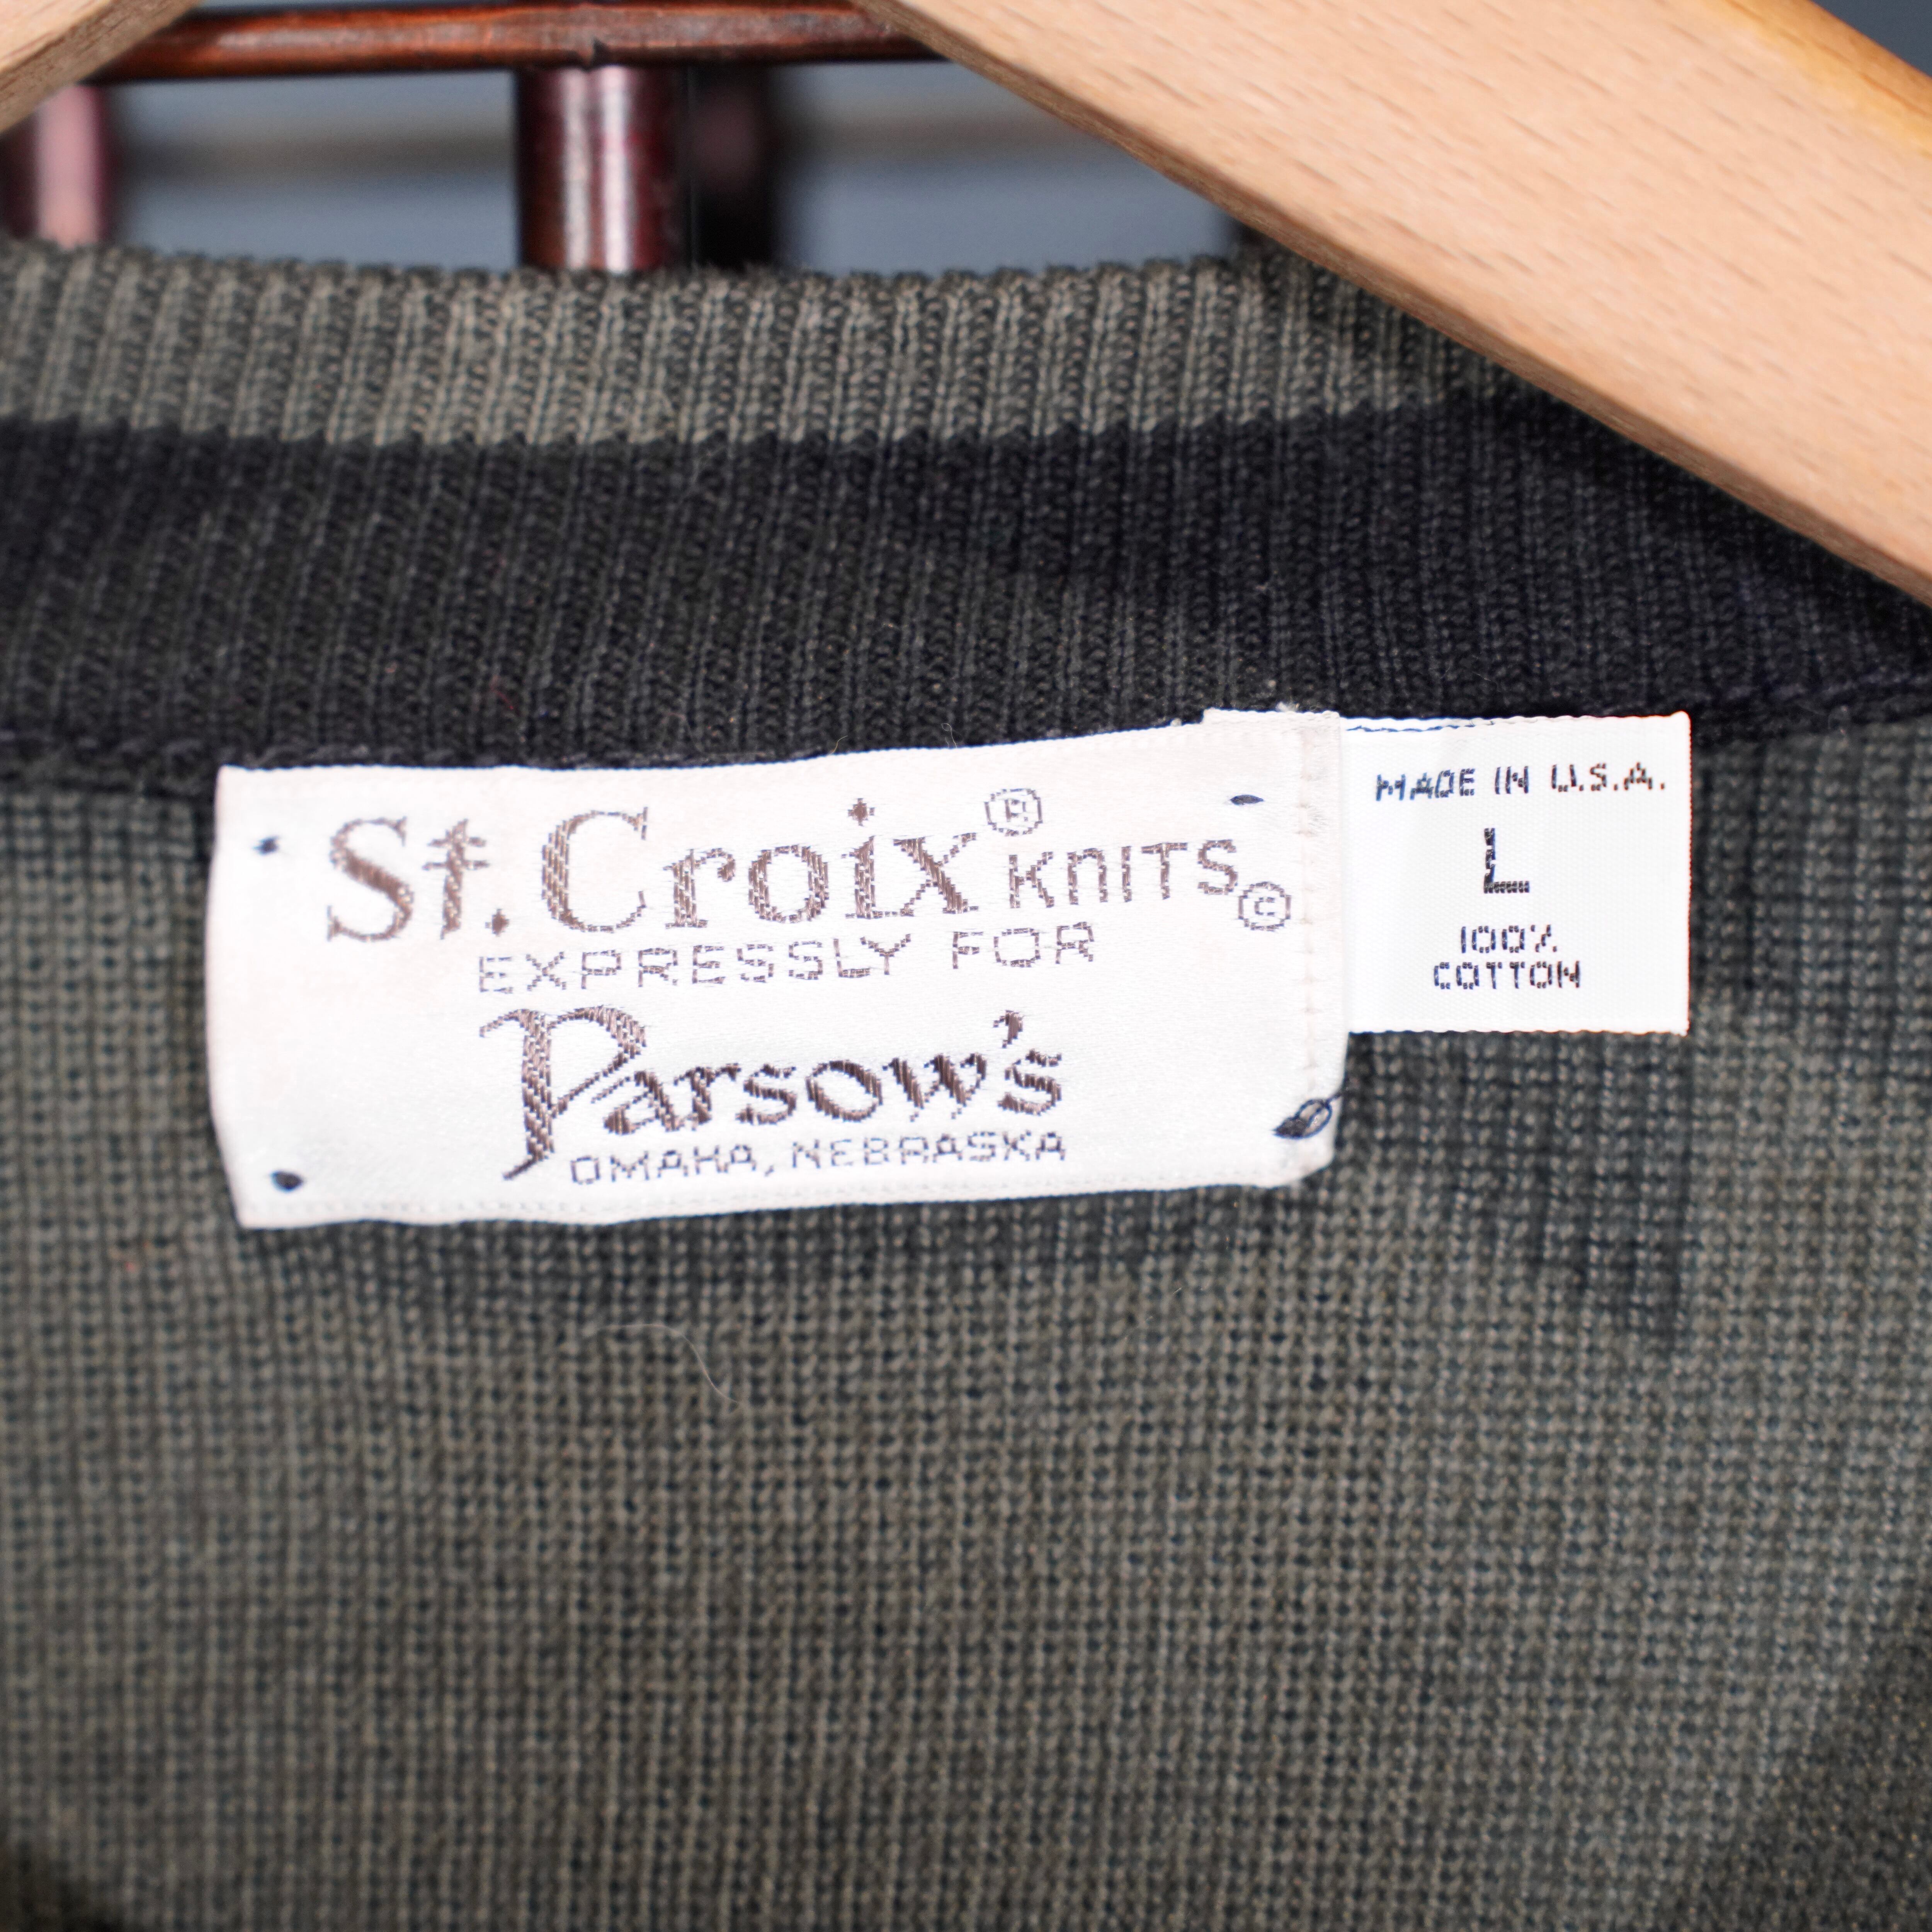 St. Croix® KNITS©
EXPRESSLY FOR
Parsow's
OMAHA, NEBRASKA
MADE IN U.S.A.
L
100%
COTTON